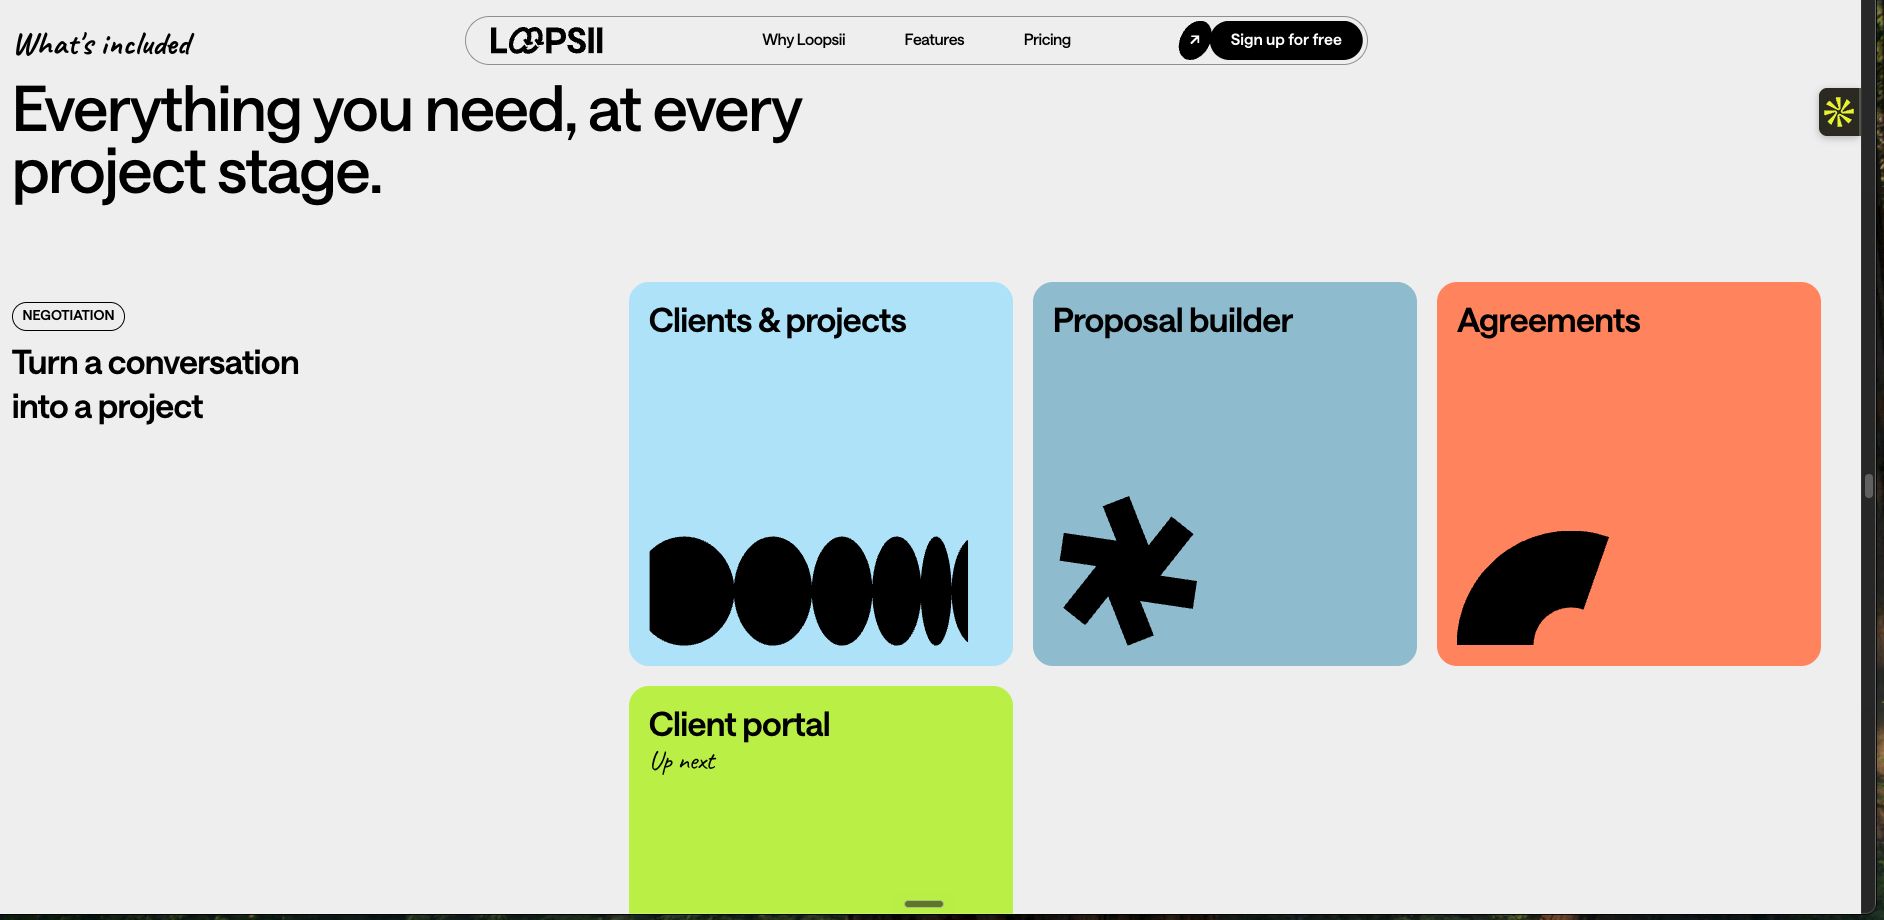 What's included
LOOPSII
Why Loopsii
Features
Pricing
Sign up for free
Everything you need, at every
project stage.
NEGOTIATION
Turn a conversation
into a project
Clients & projects
Proposal builder
Agreements
Client portal
Up next